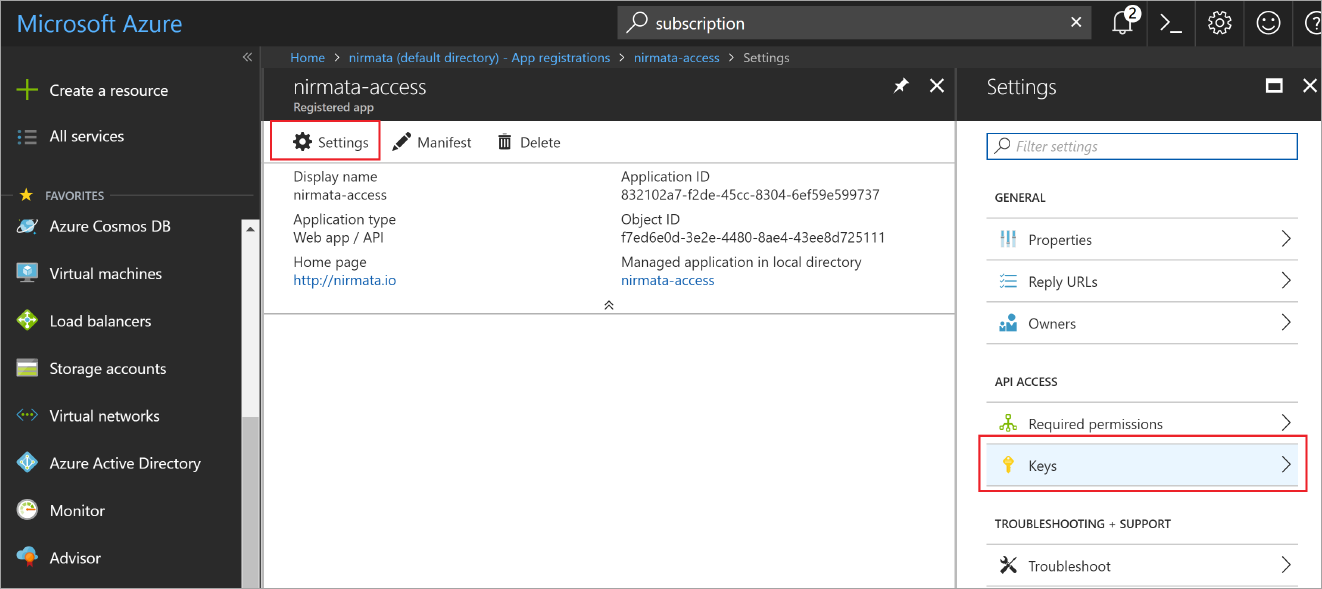 Microsoft Azure
subscription
2
Home > nirmata (default directory) - App registrations > nirmata-access > Settings
Create a resource
All services
FAVORITES
Azure Cosmos DB
Virtual machines
Load balancers
Storage accounts
Virtual networks
Azure Active Directory
Monitor
Advisor
nirmata-access
Registered app
Settings
Manifest
Delete
Display name
nirmata-access
Application type
Web app / API
Home page
http://nirmata.io
Application ID
832102a7-f2de-45cc-8304-6ef59e599737
Object ID
f7ed6e0d-3e2e-4480-8ae4-43ee8d725111
Managed application in local directory
nirmata-access
Settings
Filter settings
GENERAL
Properties
Reply URLs
Owners
API ACCESS
Required permissions
Keys
TROUBLESHOOTING + SUPPORT
Troubleshoot